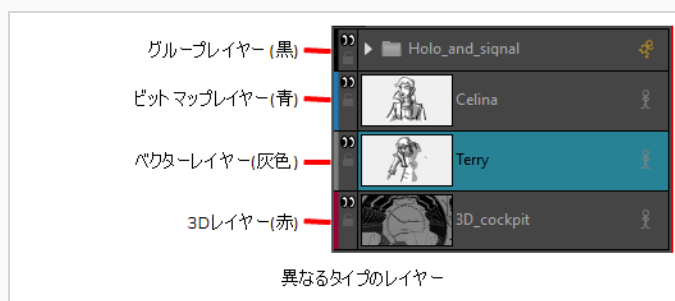 グループレイヤー (黒)
Holo_and_signal
ビットマップレイヤー(青)
Celina
ベクターレイヤー(灰色)
Terry
3Dレイヤー(赤)
3D_cockpit
異なるタイプのレイヤー